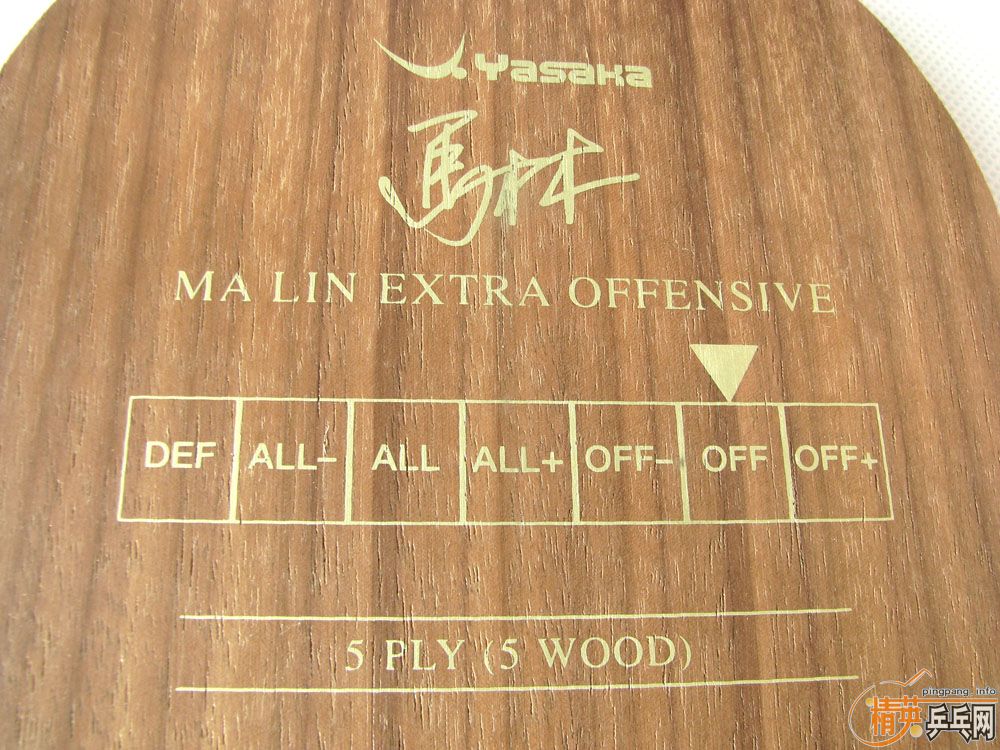 Yasaka
馬林
MA LIN EXTRA OFFENSIVE
DEF ALL- ALL ALL+ OFF- OFF OFF+
5 PLY (5 WOOD)
pingpang.info
精英乒乓网